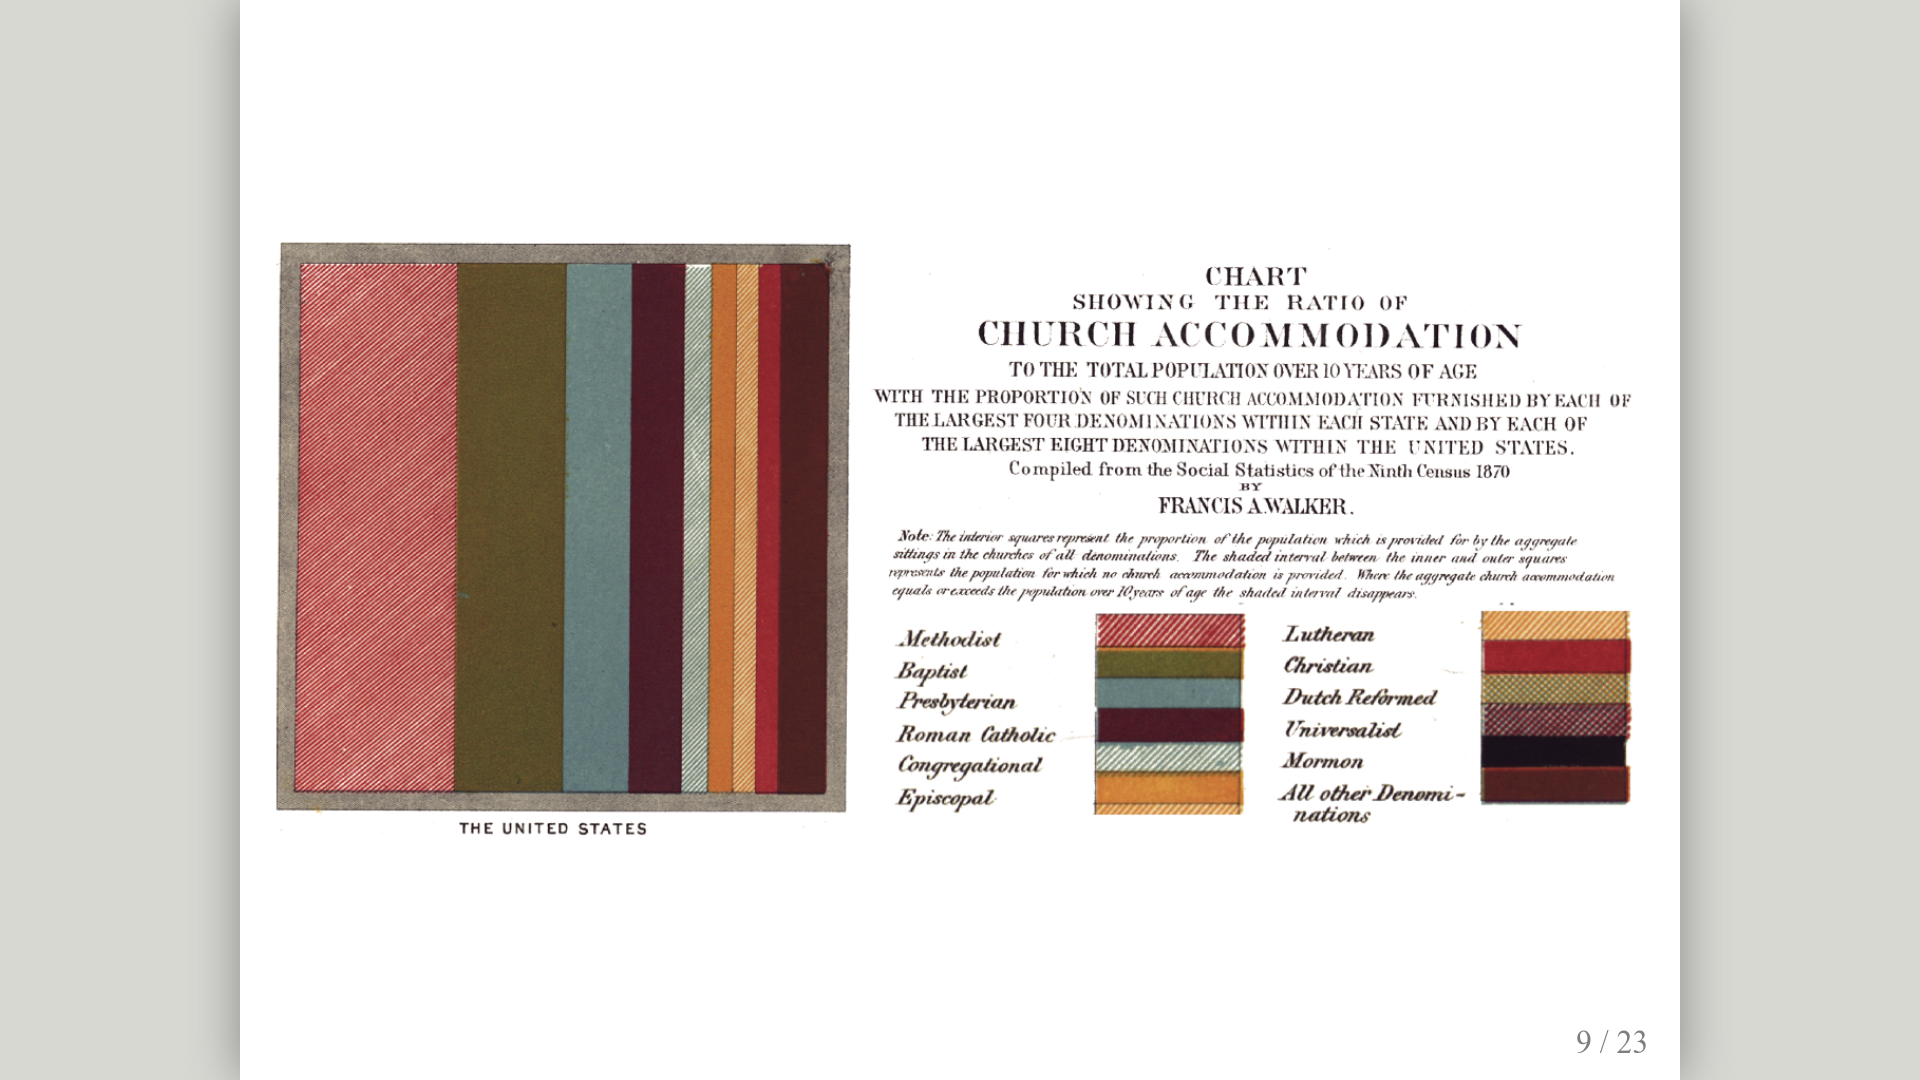 THE UNITED STATES
CHART
SHOWING THE RATIO OF
CHURCH ACCOMMODATION
TO THE TOTAL POPULATION OVER 10 YEARS OF AGE
WITH THE PROPORTION OF SUCH CHURCH ACCOMMODATION FURNISHED BY EACH OF
THE LARGEST FOUR DENOMINATIONS WITHIN EACH STATE AND BY EACH OF
THE LARGEST EIGHT DENOMINATIONS WITHIN THE UNITED STATES.
Compiled from the Social Statistics of the Ninth Census 1870
BY
FRANCIS A. WALKER.
Note: The interior squares represent the proportion of the population which is provided for by the aggregate
sittings in the churches of all denominations. The shaded interval between the inner and outer squares
represents the population for which no church accommodation is provided. Where the aggregate church accommodation
equals or exceeds the population over 10 years of age the shaded interval disappears.
Methodist
Baptist
Presbyterian
Roman Catholic
Congregational
Episcopal
Lutheran
Christian
Dutch Reformed
Universalist
Mormon
All other Denomi-
nations
9 / 23